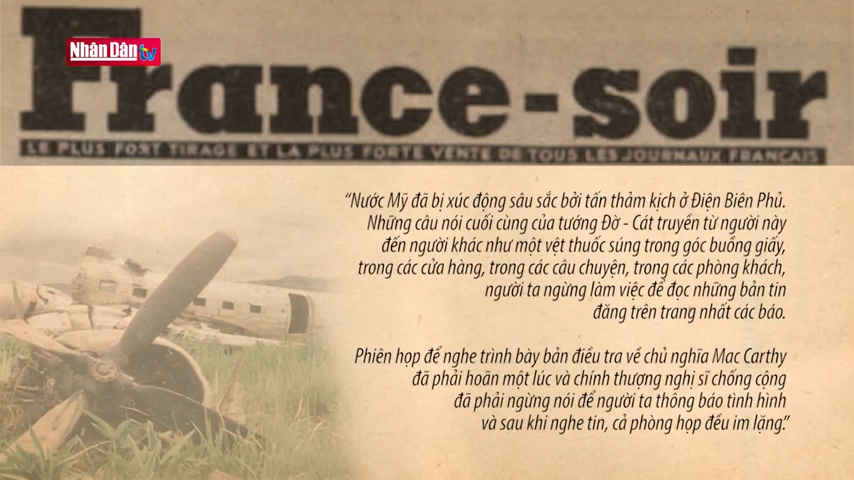 Nhân Dân tv
France-soir
LE PLUS FORT TIRAGE ET LA PLUS FORTE VENTE DE TOUS LES JOURNAUX FRANÇAIS
“Nước Mỹ đã bị xúc động sâu sắc bởi tấn thảm kịch ở Điện Biên Phủ.
Những câu nói cuối cùng của tướng Đờ - Cát truyền từ người này
đến người khác như một vệt thuốc súng trong góc buồng giấy,
trong các cửa hàng, trong các câu chuyện, trong các phòng khách,
người ta ngừng làm việc để đọc những bản tin
đăng trên trang nhất các báo.
Phiên họp để nghe trình bày bản điều tra về chủ nghĩa Mac Carthy
đã phải hoãn một lúc và chính thượng nghị sĩ chống cộng
đã phải ngừng nói để người ta thông báo tình hình
và sau khi nghe tin, cả phòng họp đều im lặng.”